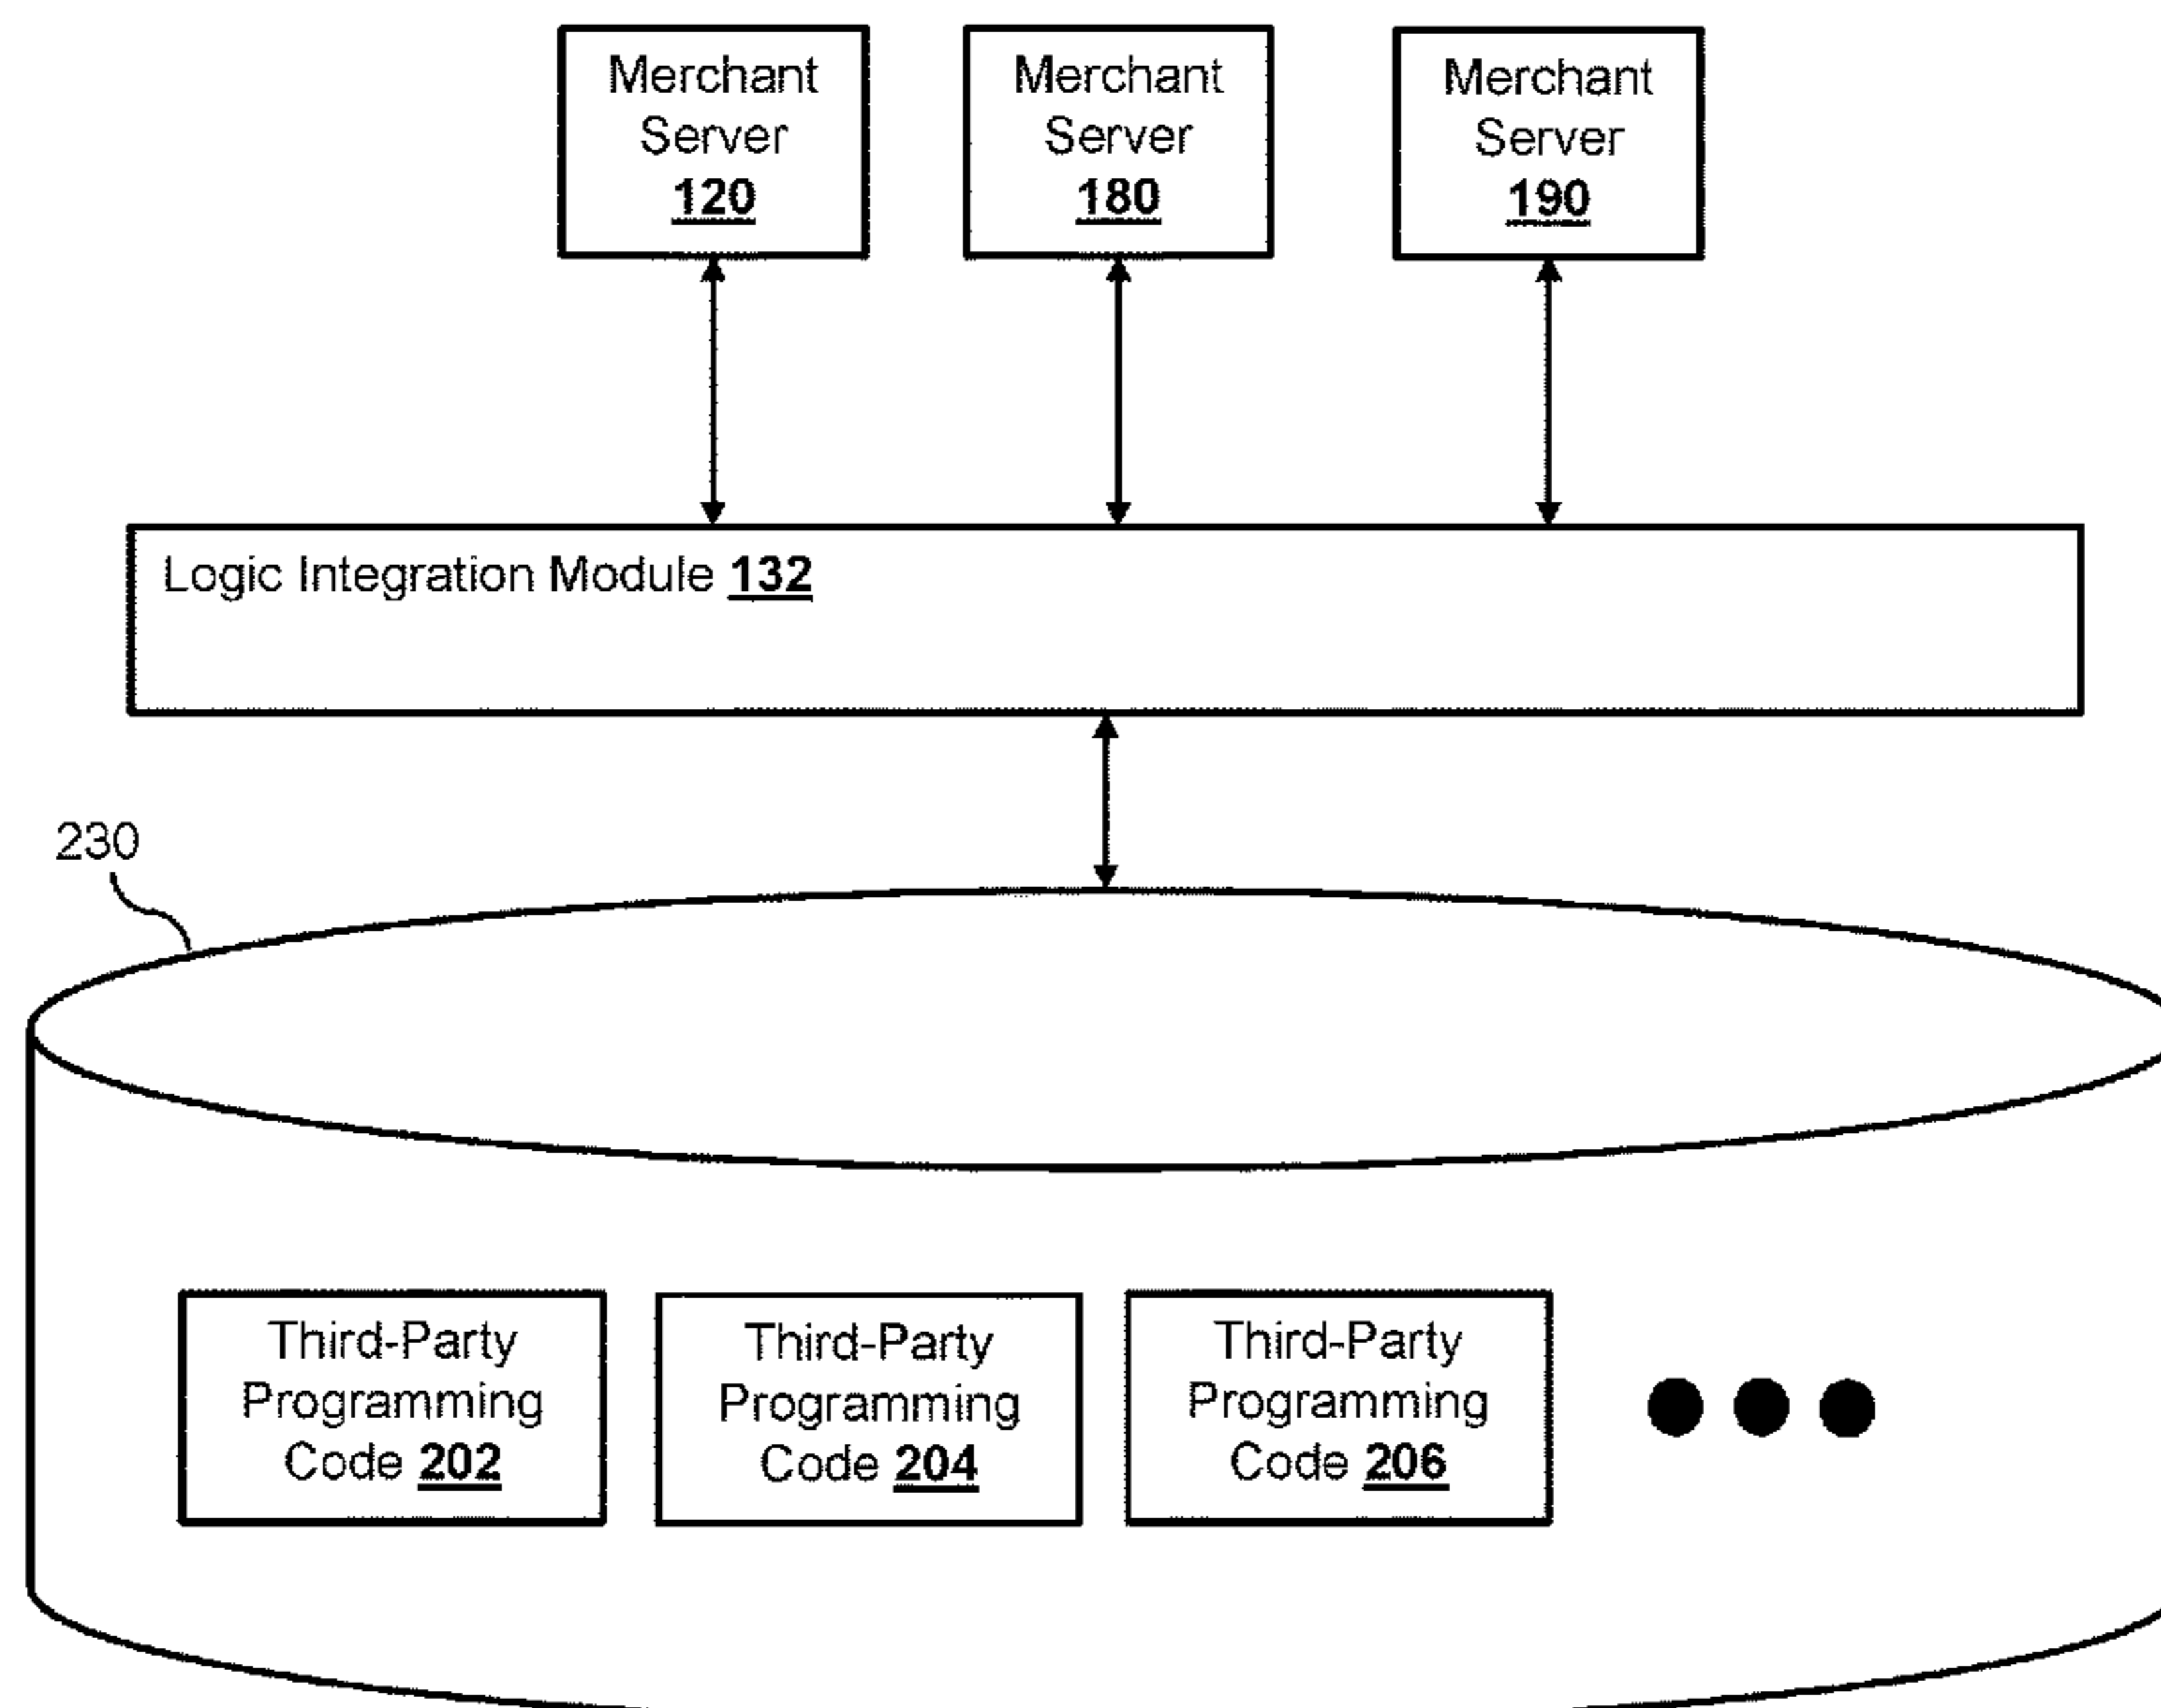 Merchant
Server
120
Merchant
Server
180
Merchant
Server
190
Logic Integration Module 132
230
Third-Party
Programming
Code 202
Third-Party
Programming
Code 204
Third-Party
Programming
Code 206